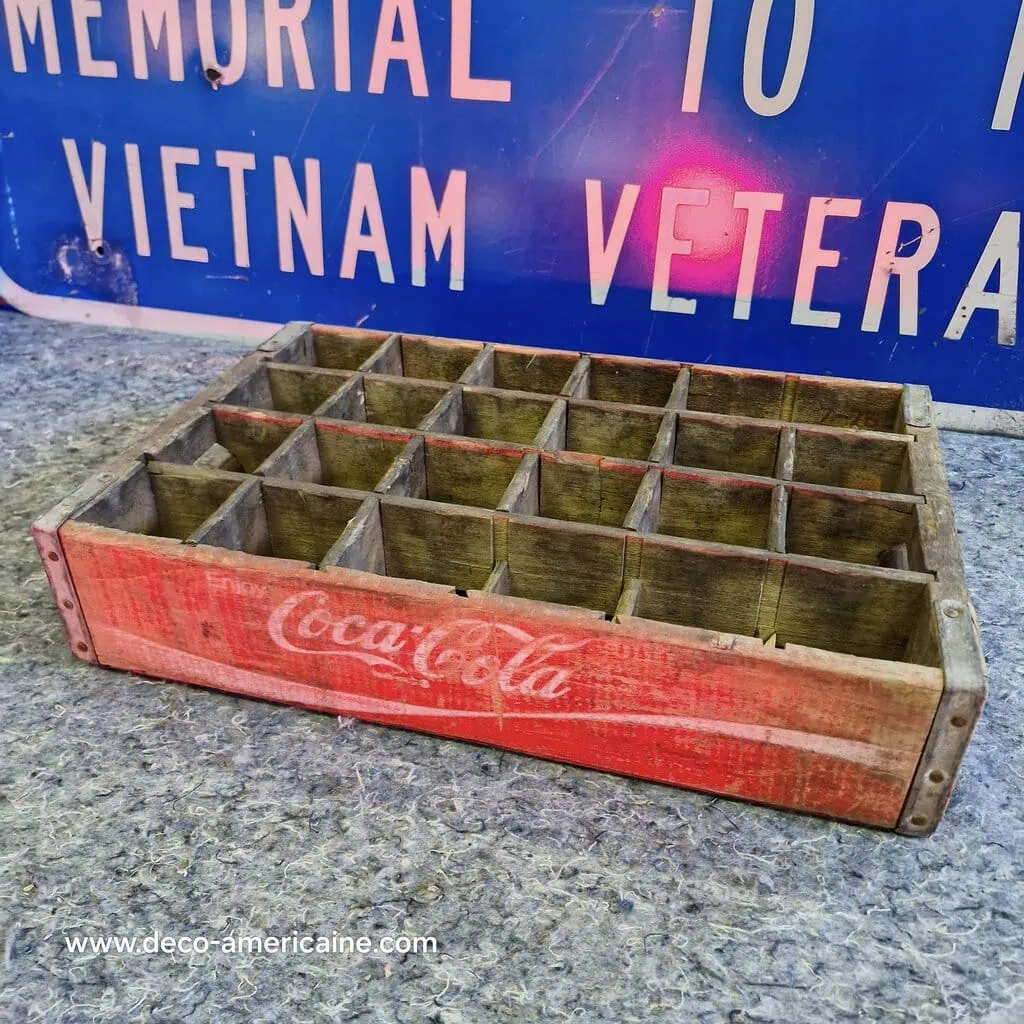 MEMORIAL TO
VIETNAM VETERA
Enjoy
Coca-Cola
www.deco-americaine.com